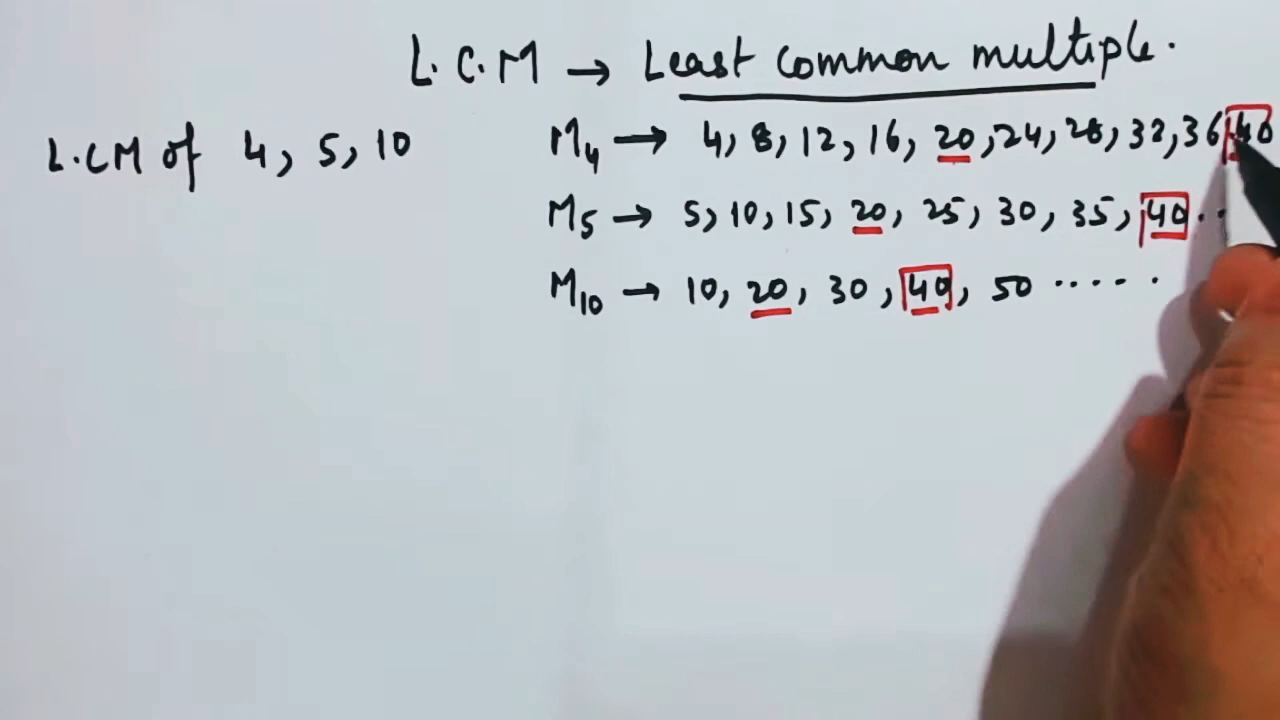 L.C.M → Least common multiple.
L.CM of 4, 5, 10
M4 → 4, 8, 12, 16, 20, 24, 28, 32, 36, 40
M5 → 5, 10, 15, 20, 25, 30, 35, 40 ..
M10 → 10, 20, 30, 40, 50 ......